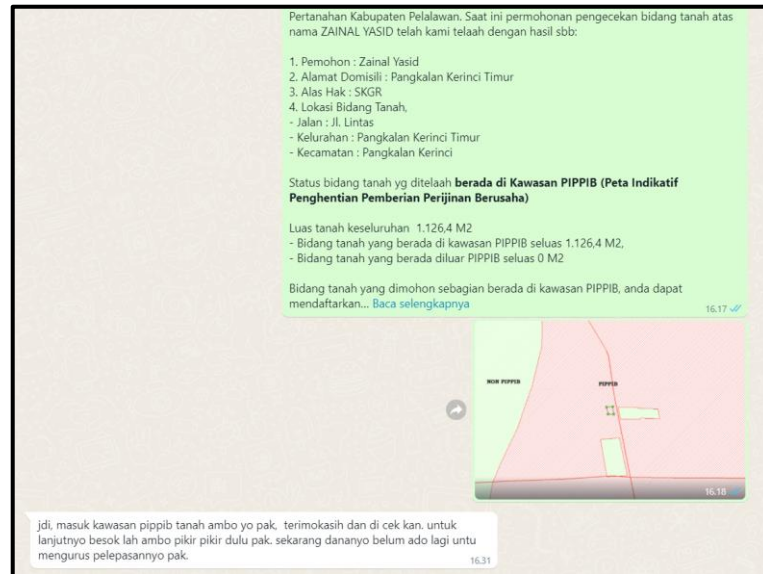 Pertanahan Kabupaten Pelalawan. Saat ini permohonan pengecekan bidang tanah atas
nama ZAINAL YASID telah kami telaah dengan hasil sbb:
1. Pemohon : Zainal Yasid
2. Alamat Domisili : Pangkalan Kerinci Timur
3. Alas Hak : SKGR
4. Lokasi Bidang Tanah,
- Jalan : Jl. Lintas
- Kelurahan : Pangkalan Kerinci Timur
- Kecamatan : Pangkalan Kerinci
Status bidang tanah yg ditelaah berada di Kawasan PIPPIB (Peta Indikatif
Penghentian Pemberian Perijinan Berusaha)
Luas tanah keseluruhan 1.126,4 M2
- Bidang tanah yang berada di kawasan PIPPIB seluas 1.126,4 M2,
- Bidang tanah yang berada diluar PIPPIB seluas 0 M2
Bidang tanah yang dimohon sebagian berada di kawasan PIPPIB, anda dapat
mendaftarkan... Baca selengkapnya
16.17
NON PIPPIB
PIPPIB
16.18
jdi, masuk kawasan pippib tanah ambo yo pak, terimokasih dan di cek kan. untuk
lanjutnyo besok lah ambo pikir pikir dulu pak. sekarang dananyo belum ado lagi untu
mengurus pelepasannyo pak.
16.31